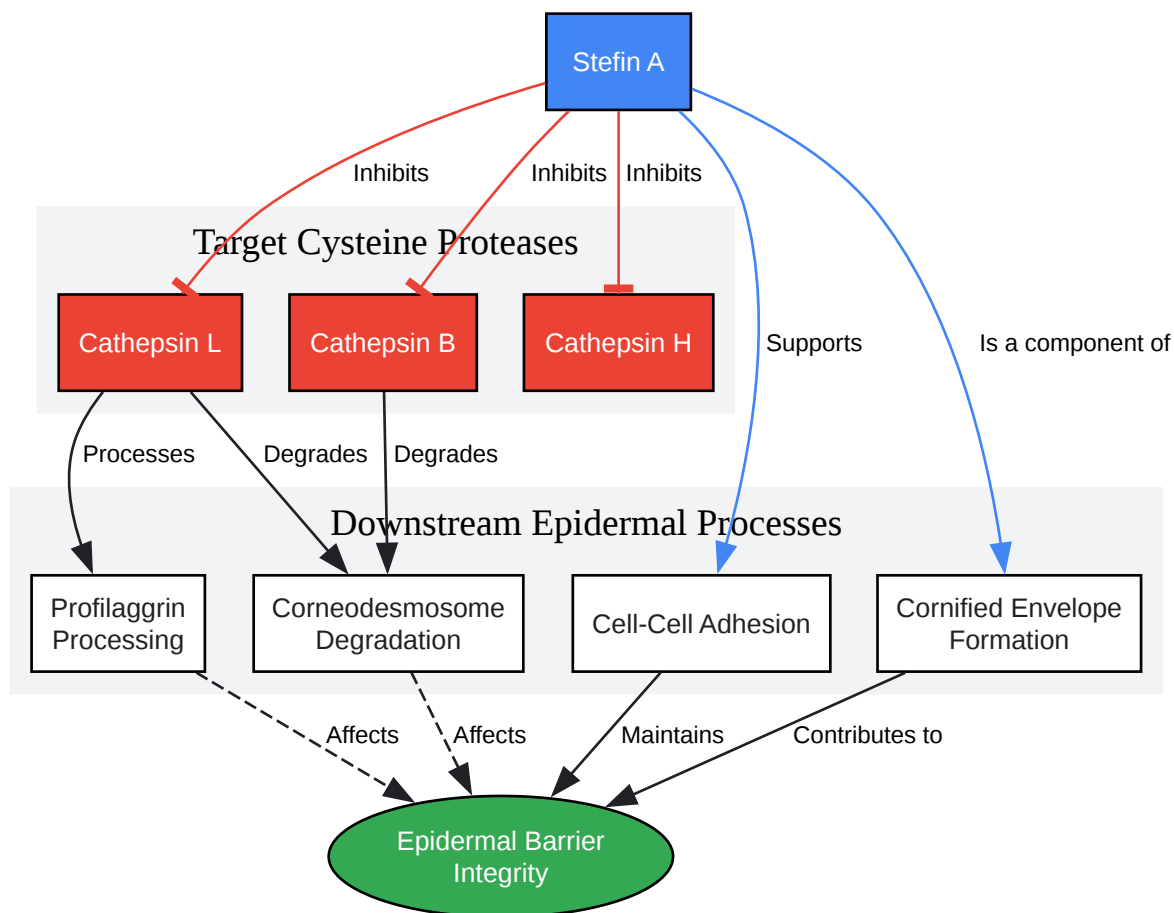 Stefin A
Inhibits
Inhibits
Inhibits
Target Cysteine Proteases
Cathepsin L
Cathepsin B
Cathepsin H
Supports
Is a component of
Processes
Degrades
Degrades
Downstream Epidermal Processes
Profilaggrin
Processing
Corneodesmosome
Degradation
Cell-Cell Adhesion
Cornified Envelope
Formation
Affects
Affects
Maintains
Contributes to
Epidermal Barrier
Integrity